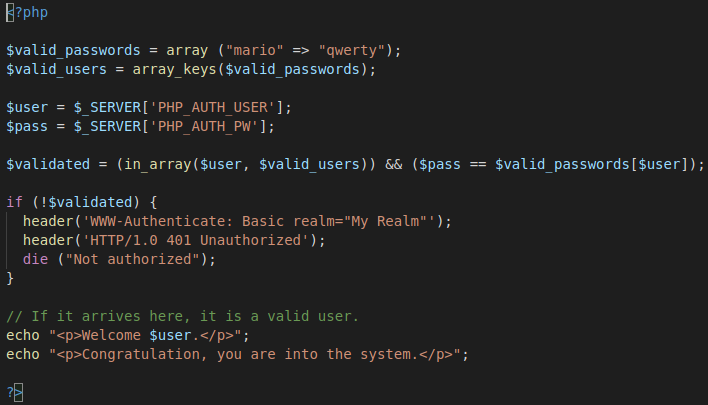 <?php
$valid_passwords = array ("mario" => "qwerty");
$valid_users = array_keys($valid_passwords);
$user = $_SERVER['PHP_AUTH_USER'];
$pass = $_SERVER['PHP_AUTH_PW'];
$validated = (in_array($user, $valid_users)) && ($pass == $valid_passwords[$user]);
if (!$validated) {
  header('WWW-Authenticate: Basic realm="My Realm"');
  header('HTTP/1.0 401 Unauthorized');
  die ("Not authorized");
}
// If it arrives here, it is a valid user.
echo "<p>Welcome $user.</p>";
echo "<p>Congratulation, you are into the system.</p>";
?>